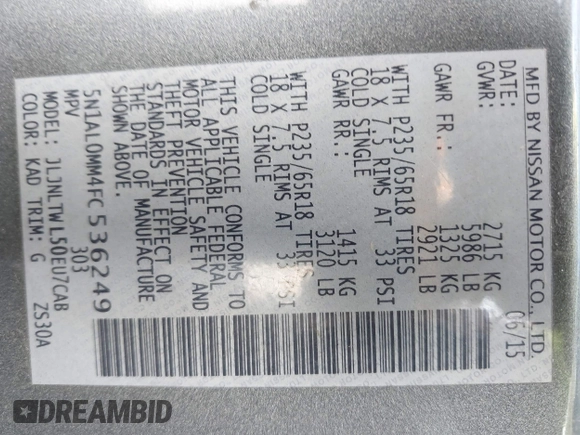 MFD BY NISSAN MOTOR CO., LTD.
DATE: 06/15
GVWR: 2715 KG
5986 LB
GAWR FR.: 1325 KG
2921 LB
WITH P235/65R18 TIRES
18 X 7.5 RIMS AT 33 PSI
COLD SINGLE
GAWR RR.: 1415 KG
3120 LB
WITH P235/65R18 TIRES
18 X 7.5 RIMS AT 33 PSI
COLD SINGLE
THIS VEHICLE CONFORMS TO
ALL APPLICABLE FEDERAL
MOTOR VEHICLE SAFETY AND
THEFT PREVENTION
STANDARDS IN EFFECT ON
THE DATE OF MANUFACTURE
SHOWN ABOVE.
5N1AL0MM4FC536249
MPV 303
MODEL: JLJNLTWL50EU7CAB
COLOR: KAD TRIM: G ZS30A
DREAMBID